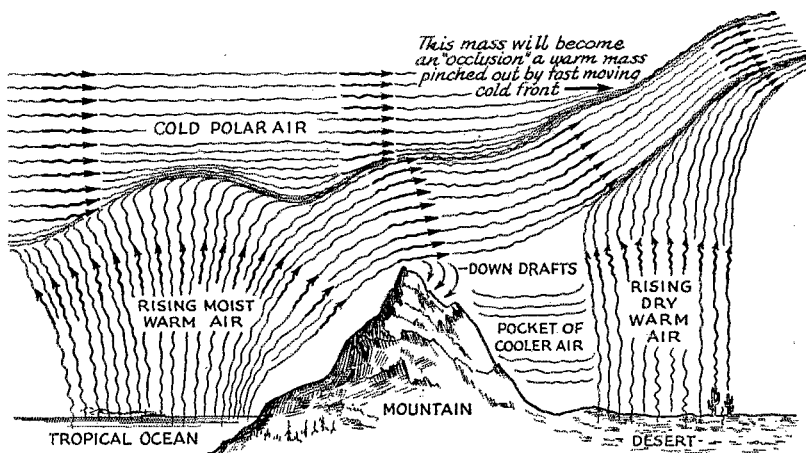 This mass will become
an "occlusion" a warm mass
pinched out by fast moving
cold front
COLD POLAR AIR
DOWN DRAFTS
RISING MOIST
WARM AIR
RISING
DRY
WARM
AIR
POCKET OF
COOLER AIR
MOUNTAIN
TROPICAL OCEAN
DESERT